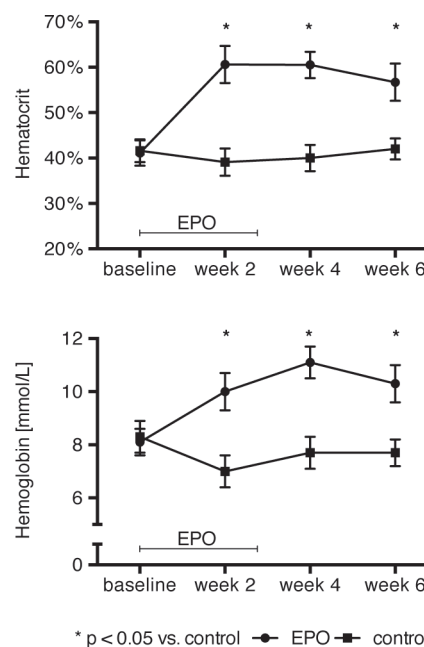 70%
*
*
*
60%
Hematocrit
50%
40%
30%
EPO
20%
baseline
week 2
week 4
week 6
12
*
*
*
10
Hemoglobin [mmol/L]
8
6
EPO
0
baseline
week 2
week 4
week 6
* p < 0.05 vs. control
EPO
contro